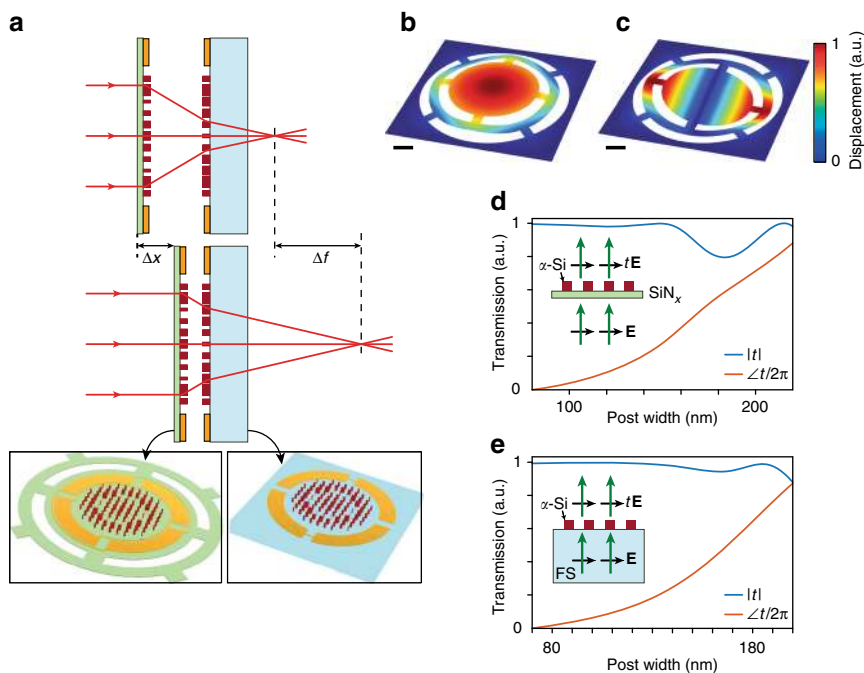 a
Δx
Δf
b
c
1
0
Displacement (a.u.)
d
1
0
Transmission (a.u.)
α-Si
tE
SiNₓ
E
|t|
∠t/2π
100
200
Post width (nm)
e
1
0
Transmission (a.u.)
α-Si
tE
FS
E
|t|
∠t/2π
80
180
Post width (nm)